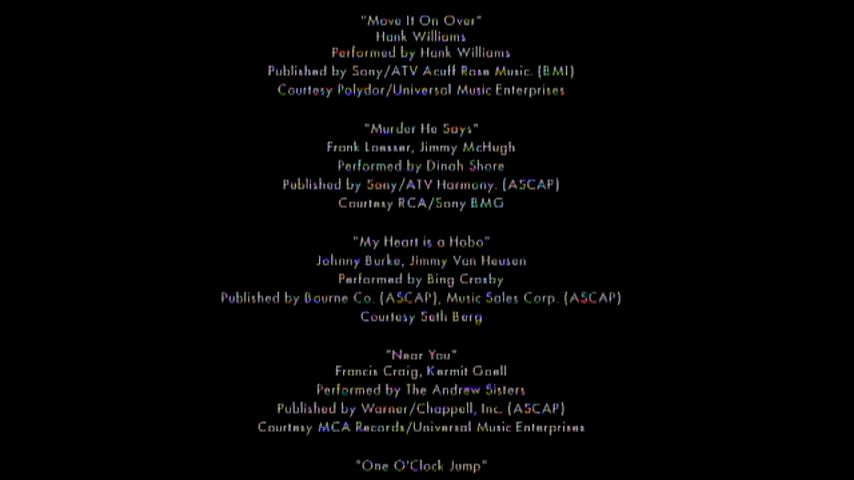 "Move It On Over"
Hank Williams
Performed by Hank Williams
Published by Sony/ATV Acuff Rose Music. (BMI)
Courtesy Polydor/Universal Music Enterprises
"Murder He Says"
Frank Loesser, Jimmy McHugh
Performed by Dinah Shore
Published by Sony/ATV Harmony. (ASCAP)
Courtesy RCA/Sony BMG
"My Heart is a Hobo"
Johnny Burke, Jimmy Van Heusen
Performed by Bing Crosby
Published by Bourne Co. (ASCAP), Music Sales Corp. (ASCAP)
Courtesy Seth Berg
"Near You"
Francis Craig, Kermit Goell
Performed by The Andrew Sisters
Published by Warner/Chappell, Inc. (ASCAP)
Courtesy MCA Records/Universal Music Enterprises
"One O'Clock Jump"